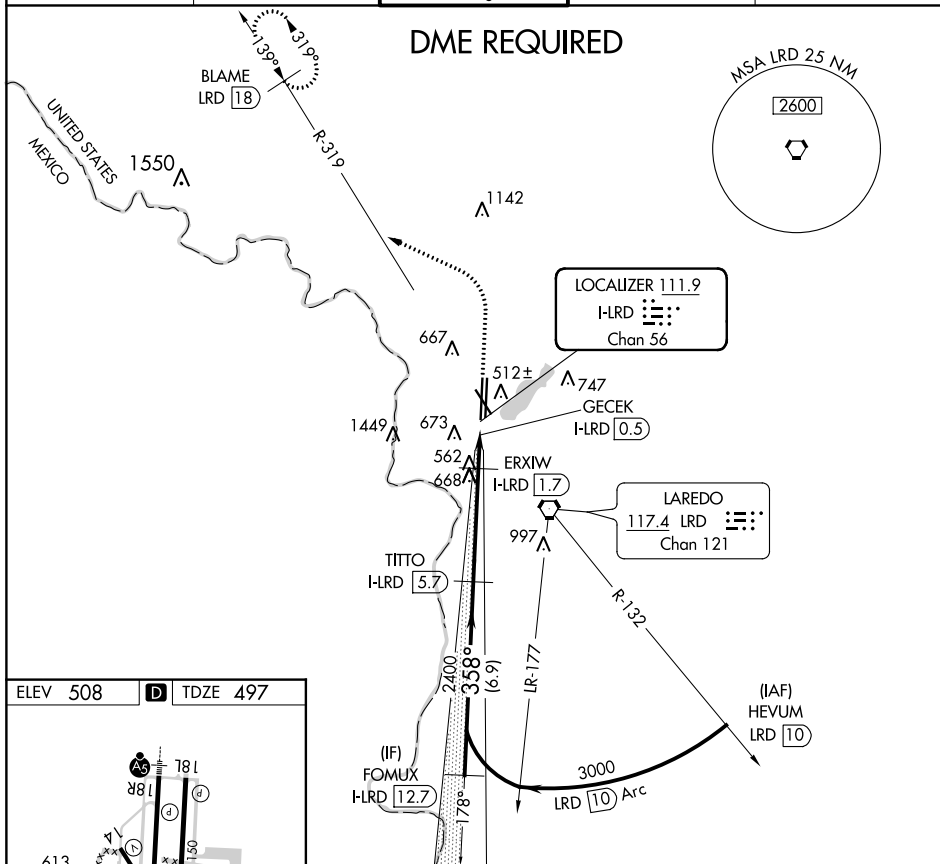 DME REQUIRED
139°
319°
BLAME
LRD 18
R-319
MSA LRD 25 NM
2600
UNITED STATES
MEXICO
1550
1142
LOCALIZER 111.9
I-LRD
Chan 56
667
512±
747
GECEK
I-LRD 0.5
1449
673
562
668
ERXIW
I-LRD 1.7
LAREDO
117.4 LRD
Chan 121
997
TITTO
I-LRD 5.7
R-132
LR-177
2400
358°
(6.9)
(IAF)
HEVUM
LRD 10
3000
LRD 10 Arc
(IF)
FOMUX
I-LRD 12.7
178°
ELEV 508 D TDZE 497
A5
18R
18L
P
P
14
V
150
613